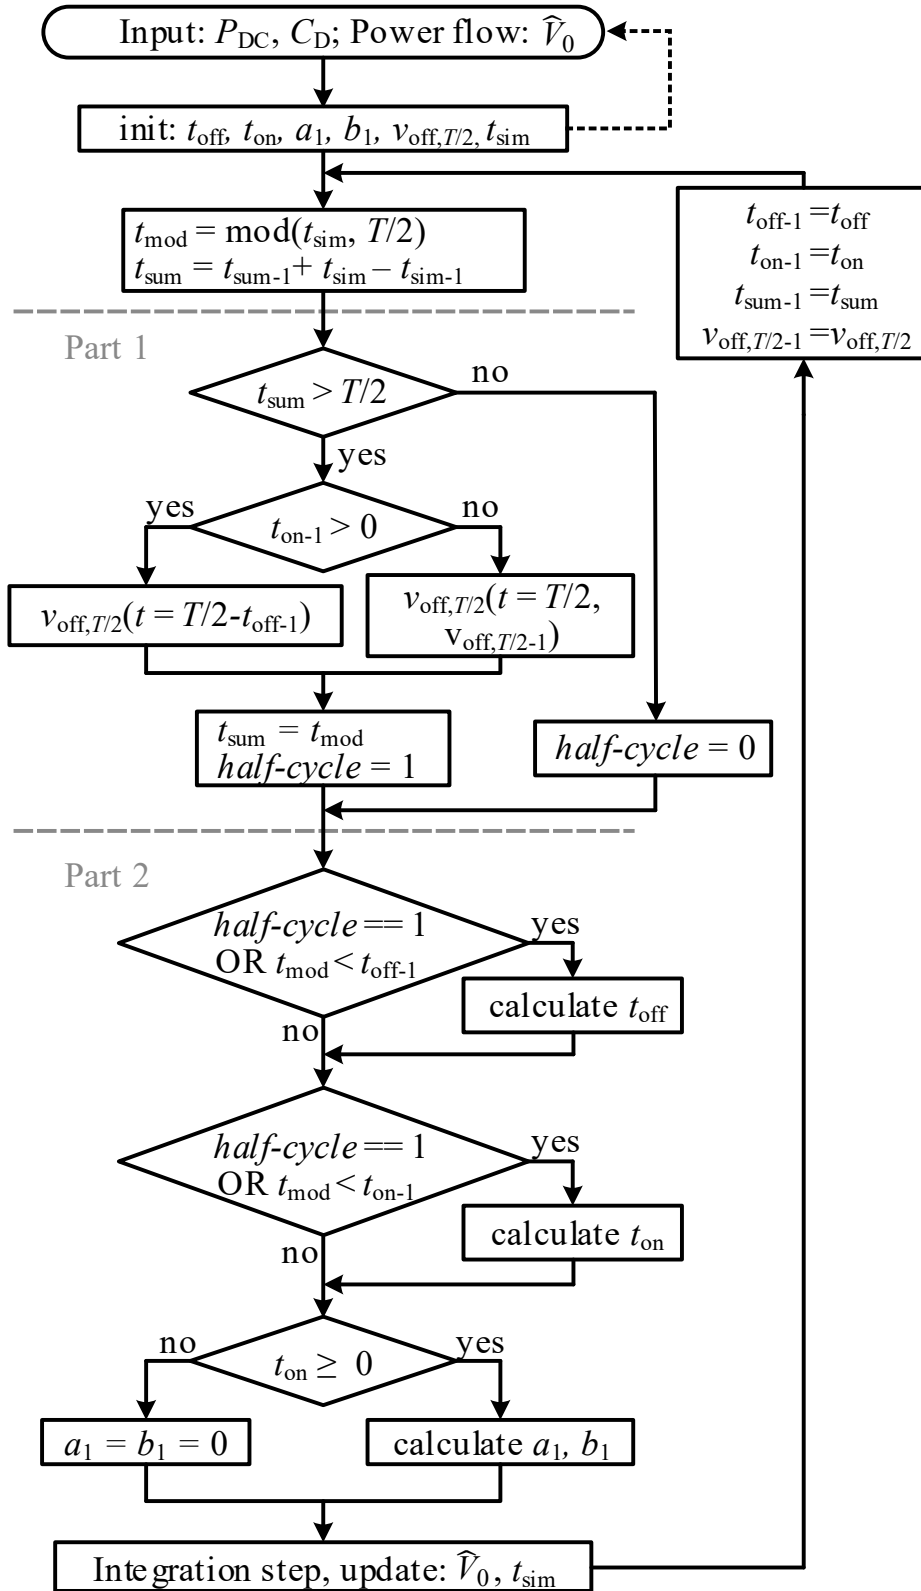 Input: P_DC, C_D; Power flow: V̂_0
init: t_off, t_on, a_1, b_1, v_off,T/2, t_sim
t_mod = mod(t_sim, T/2)
t_sum = t_sum-1 + t_sim – t_sim-1
t_off-1 = t_off
t_on-1 = t_on
t_sum-1 = t_sum
v_off,T/2-1 = v_off,T/2
Part 1
t_sum > T/2
no
yes
t_on-1 > 0
yes
no
v_off,T/2(t = T/2-t_off-1)
v_off,T/2(t = T/2,
v_off,T/2-1)
t_sum = t_mod
half-cycle = 1
half-cycle = 0
Part 2
half-cycle == 1
OR t_mod < t_off-1
yes
calculate t_off
no
half-cycle == 1
OR t_mod < t_on-1
yes
calculate t_on
no
t_on ≥ 0
no
yes
a_1 = b_1 = 0
calculate a_1, b_1
Integration step, update: V̂_0, t_sim